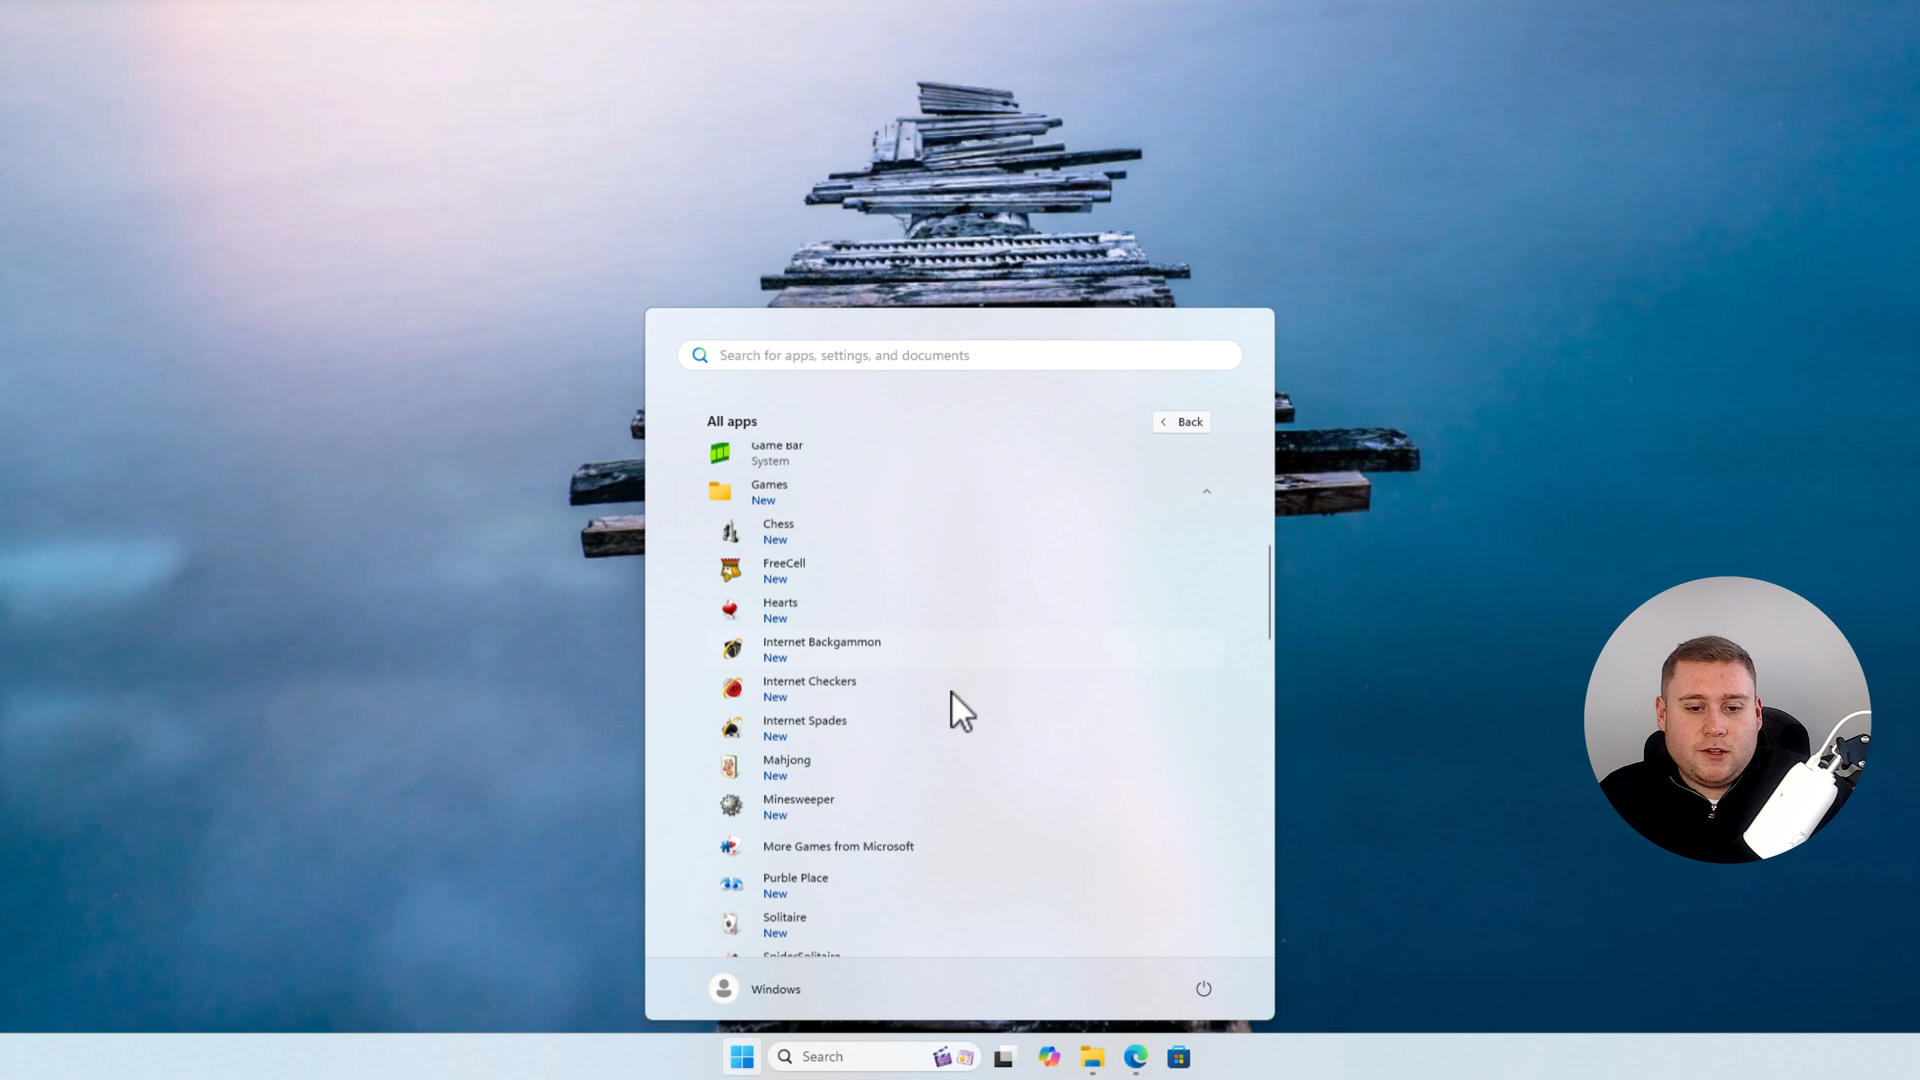 Search for apps, settings, and documents
All apps
Back
Game Bar
System
Games
New
Chess
New
FreeCell
New
Hearts
New
Internet Backgammon
New
Internet Checkers
New
Internet Spades
New
Mahjong
New
Minesweeper
New
More Games from Microsoft
Purble Place
New
Solitaire
New
SpiderSolitaire
Windows
Search